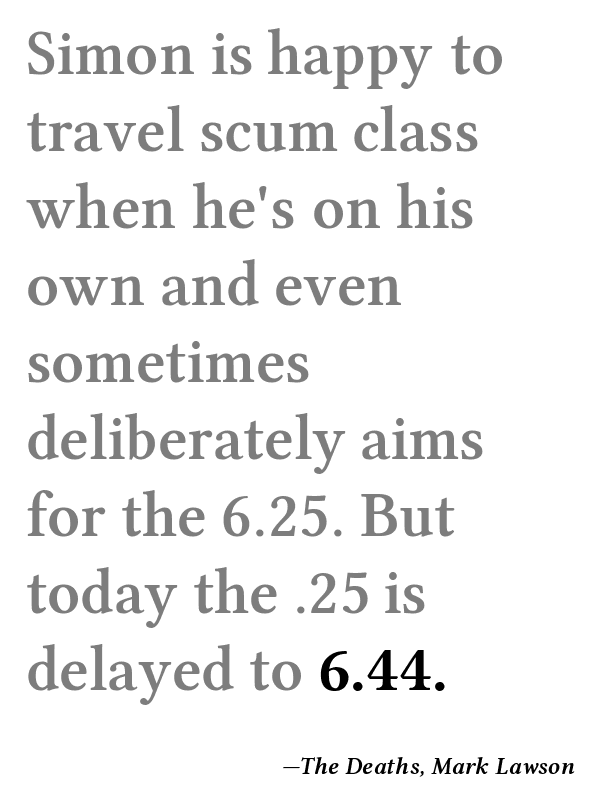 Simon is happy to
travel scum class
when he's on his
own and even
sometimes
deliberately aims
for the 6.25. But
today the .25 is
delayed to 6.44.
—The Deaths, Mark Lawson